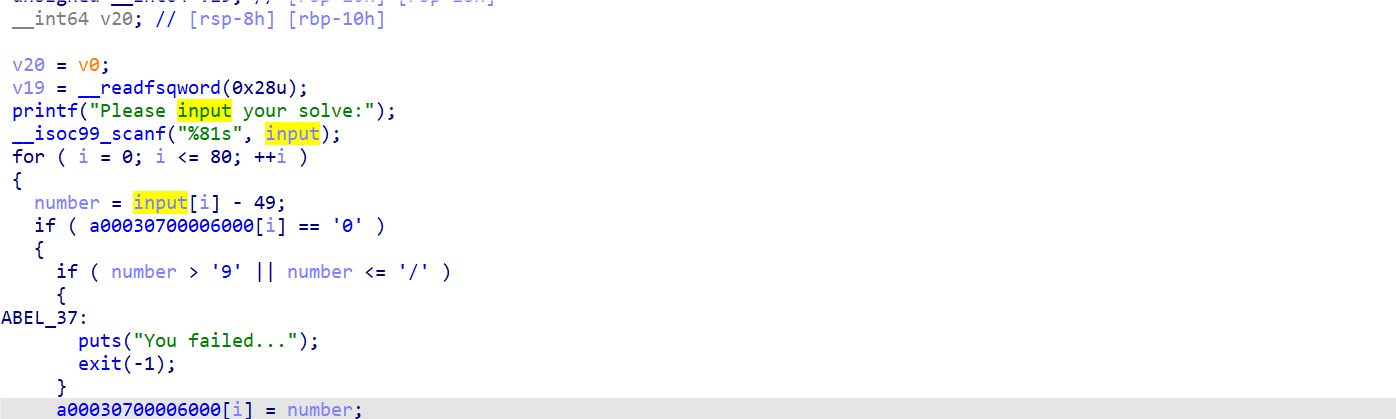 __int64 v20; // [rsp-8h] [rbp-10h]
v20 = v0;
v19 = __readfsqword(0x28u);
printf("Please input your solve:");
__isoc99_scanf("%81s", input);
for ( i = 0; i <= 80; ++i )
{
number = input[i] - 49;
if ( a00030700006000[i] == '0' )
{
if ( number > '9' || number <= '/' )
{
ABEL_37:
puts("You failed...");
exit(-1);
}
a00030700006000[i] = number;